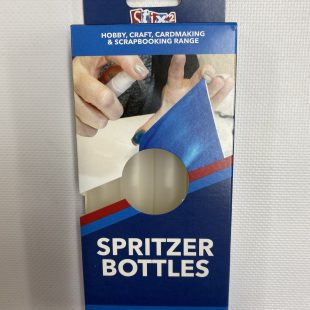 Stix2
HOBBY, CRAFT, CARDMAKING
& SCRAPBOOKING RANGE
SPRITZER
BOTTLES